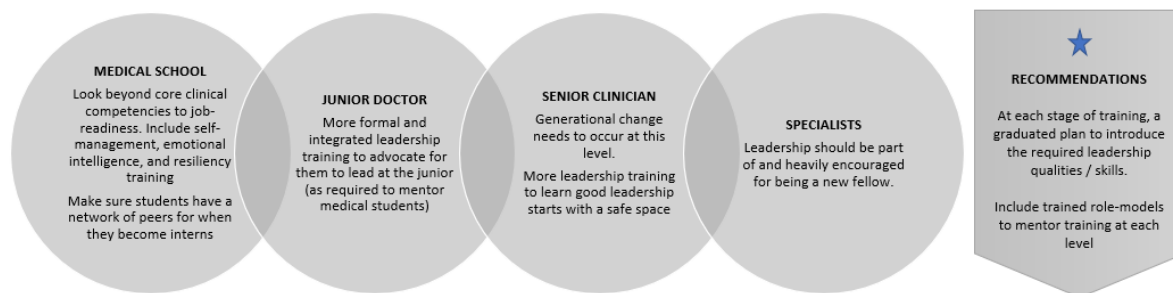 MEDICAL SCHOOL
Look beyond core clinical
competencies to job-
readiness. Include self-
management, emotional
intelligence, and resiliency
training
Make sure students have a
network of peers for when
they become interns
JUNIOR DOCTOR
More formal and
integrated leadership
training to advocate for
them to lead at the junior
(as required to mentor
medical students)
SENIOR CLINICIAN
Generational change
needs to occur at this
level.
More leadership training
to learn good leadership
starts with a safe space
SPECIALISTS
Leadership should be part
of and heavily encouraged
for being a new fellow.
RECOMMENDATIONS
At each stage of training, a
graduated plan to introduce
the required leadership
qualities / skills.
Include trained role-models
to mentor training at each
level